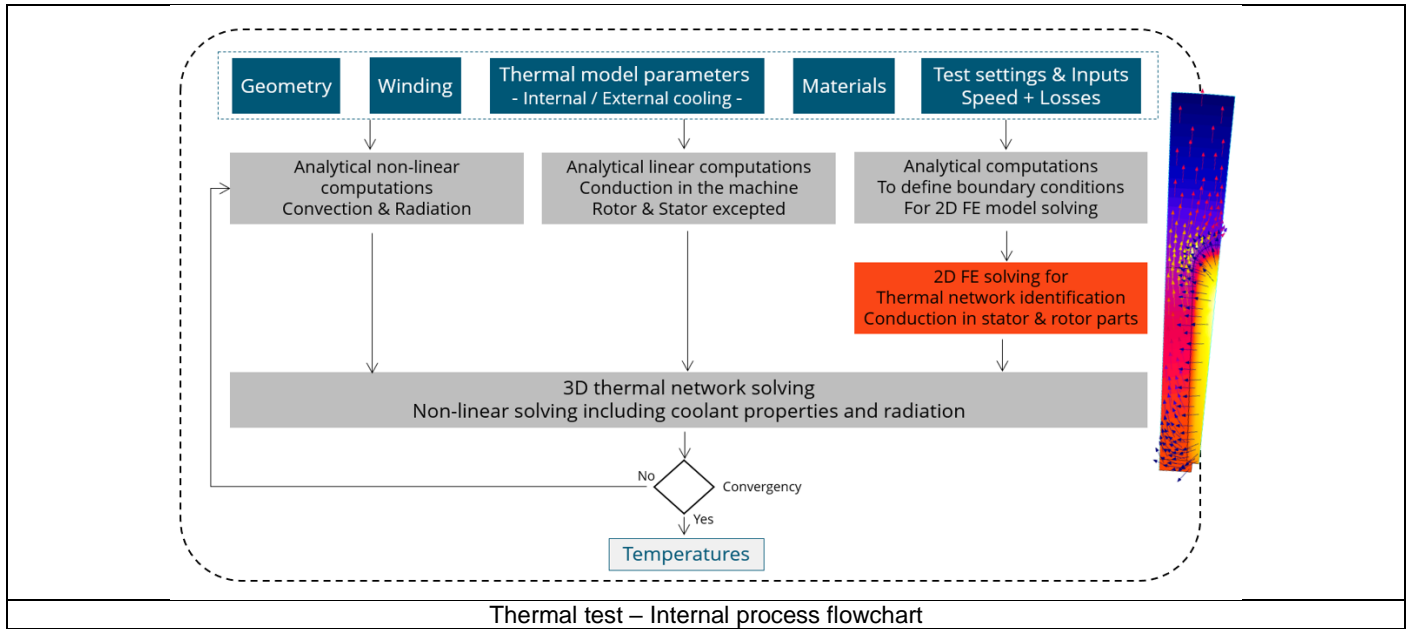 Geometry
Winding
Thermal model parameters
- Internal / External cooling -
Materials
Test settings & Inputs
Speed + Losses
Analytical non-linear
computations
Convection & Radiation
Analytical linear computations
Conduction in the machine
Rotor & Stator excepted
Analytical computations
To define boundary conditions
For 2D FE model solving
2D FE solving for
Thermal network identification
Conduction in stator & rotor parts
3D thermal network solving
Non-linear solving including coolant properties and radiation
No
Convergency
Yes
Temperatures
Thermal test – Internal process flowchart